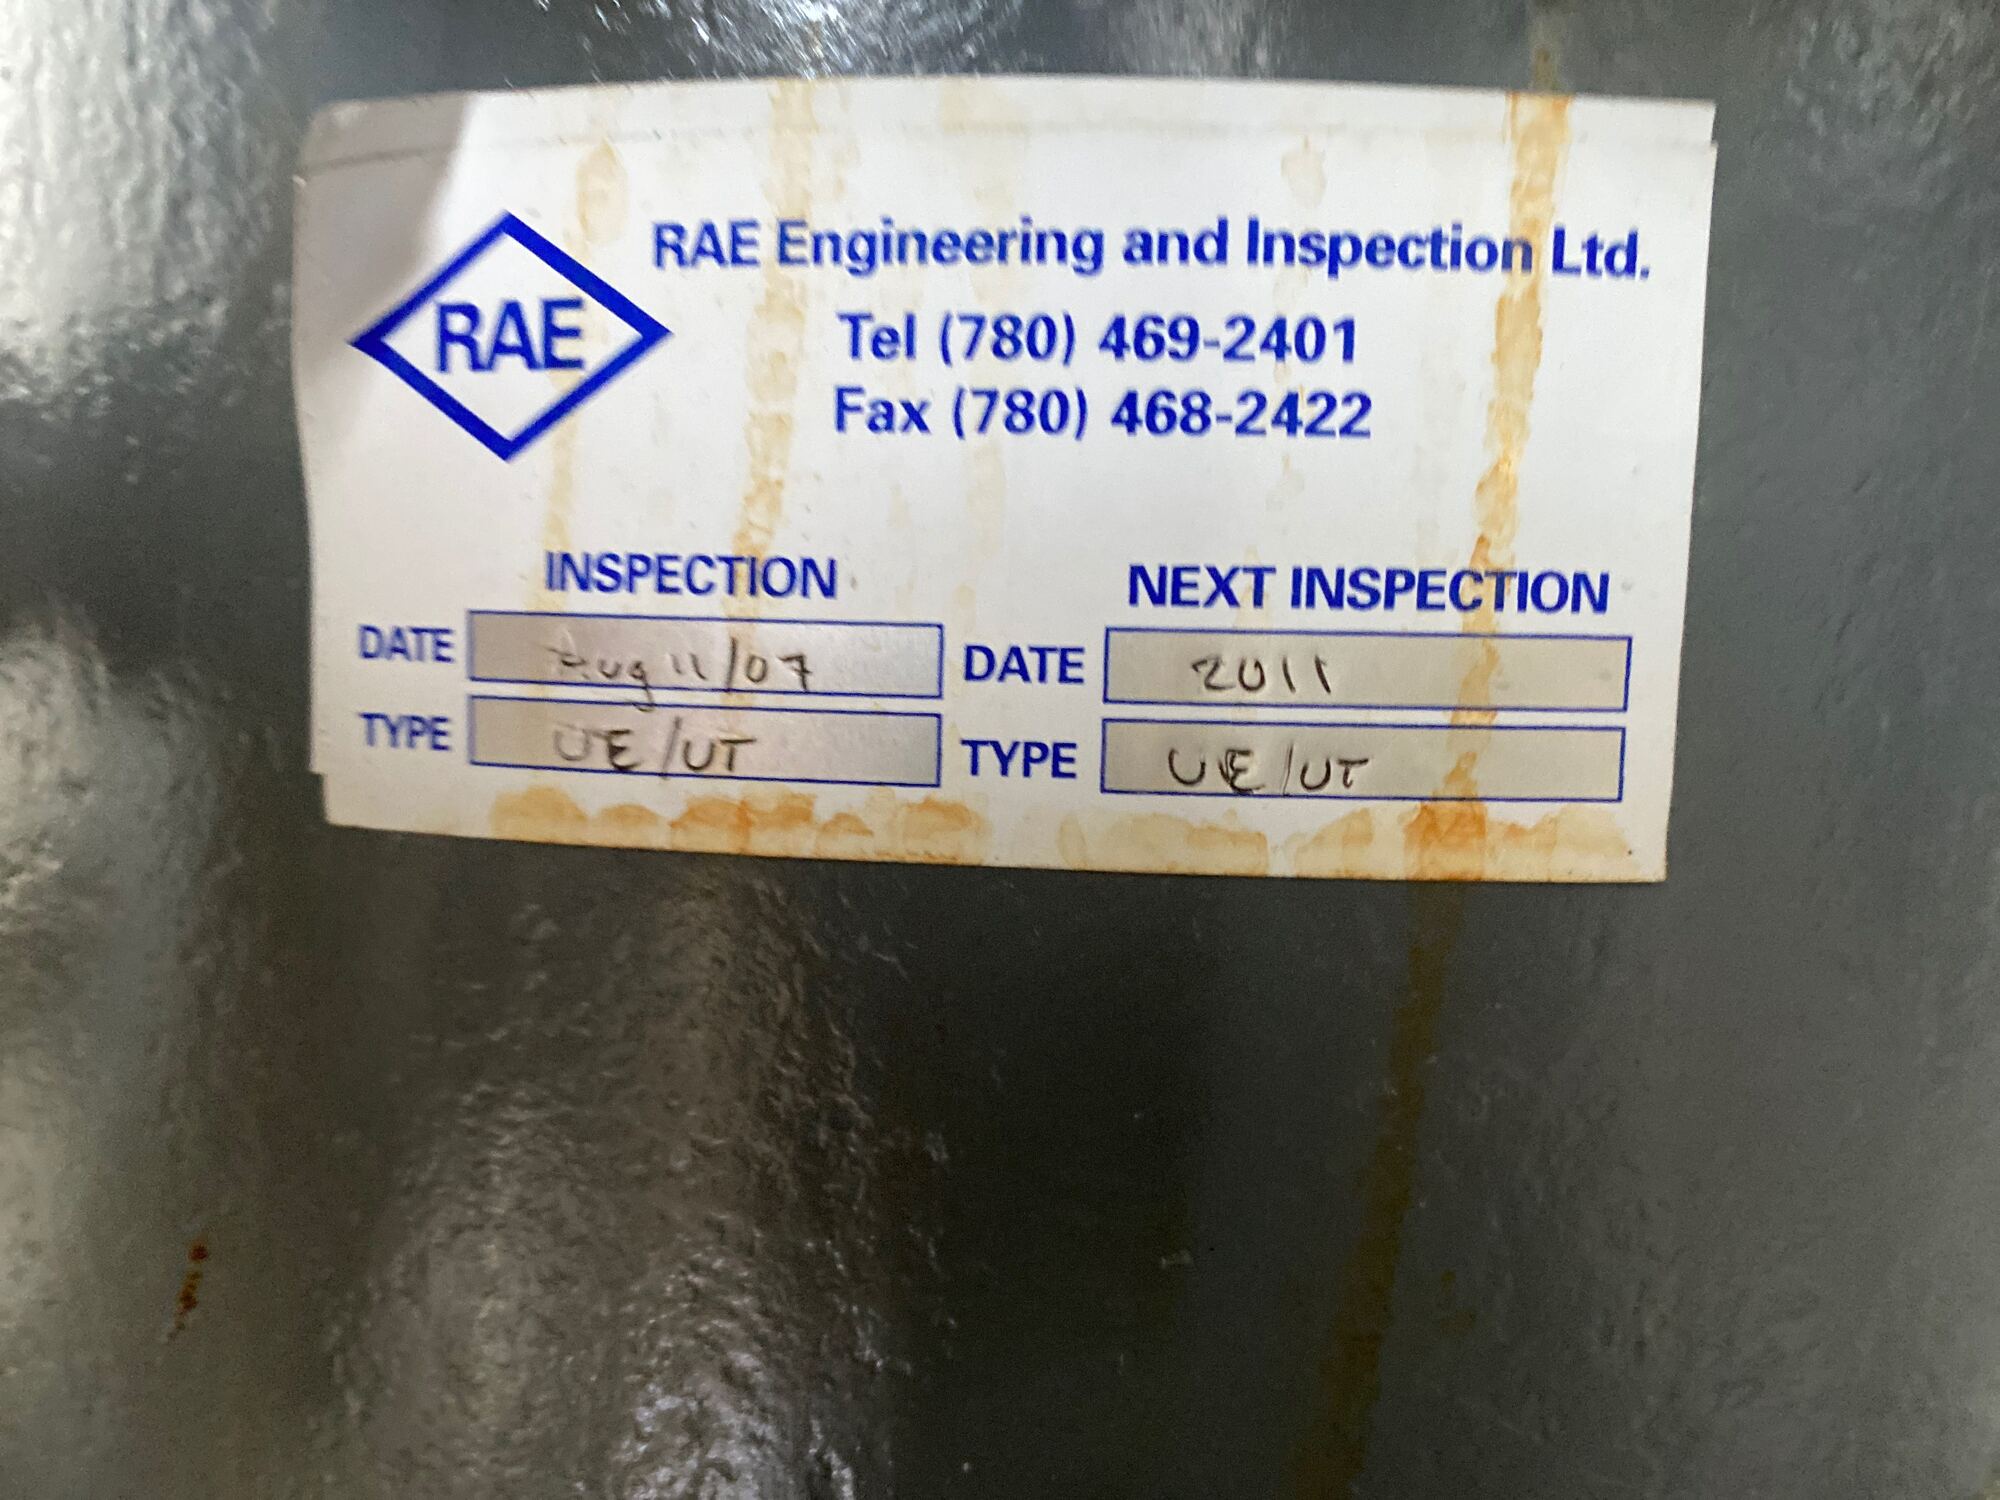 RAE
RAE Engineering and Inspection Ltd.
Tel (780) 469-2401
Fax (780) 468-2422
INSPECTION
DATE Aug 11/07
TYPE UE/UT
NEXT INSPECTION
DATE 2011
TYPE UE/UT